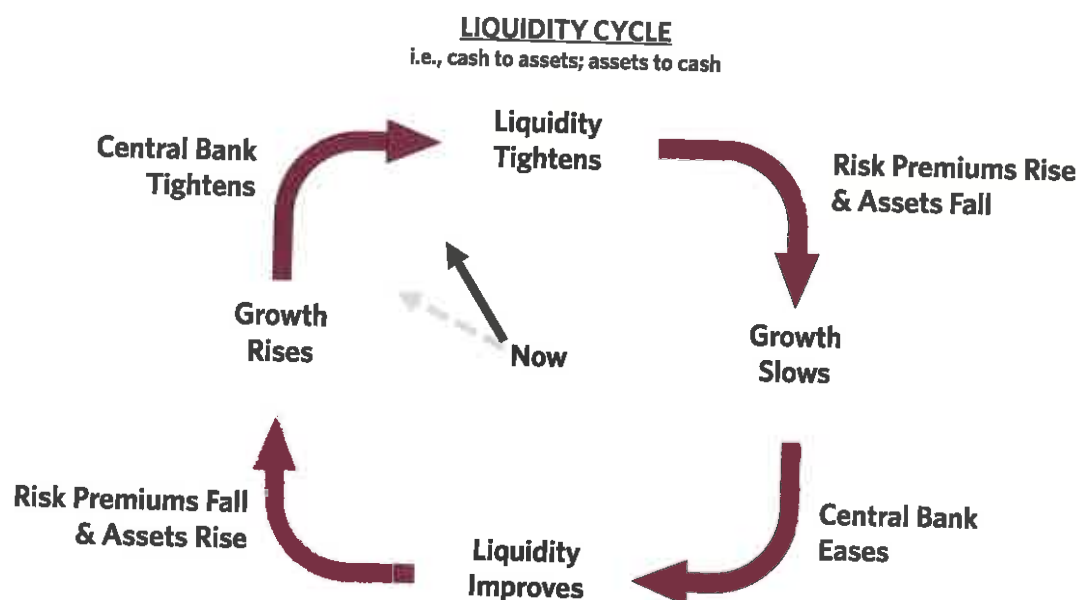 LIQUIDITY CYCLE
i.e., cash to assets; assets to cash
Liquidity
Tightens
Central Bank
Tightens
Risk Premiums Rise
& Assets Fall
Growth
Rises
Now
Growth
Slows
Risk Premiums Fall
& Assets Rise
Central Bank
Eases
Liquidity
Improves